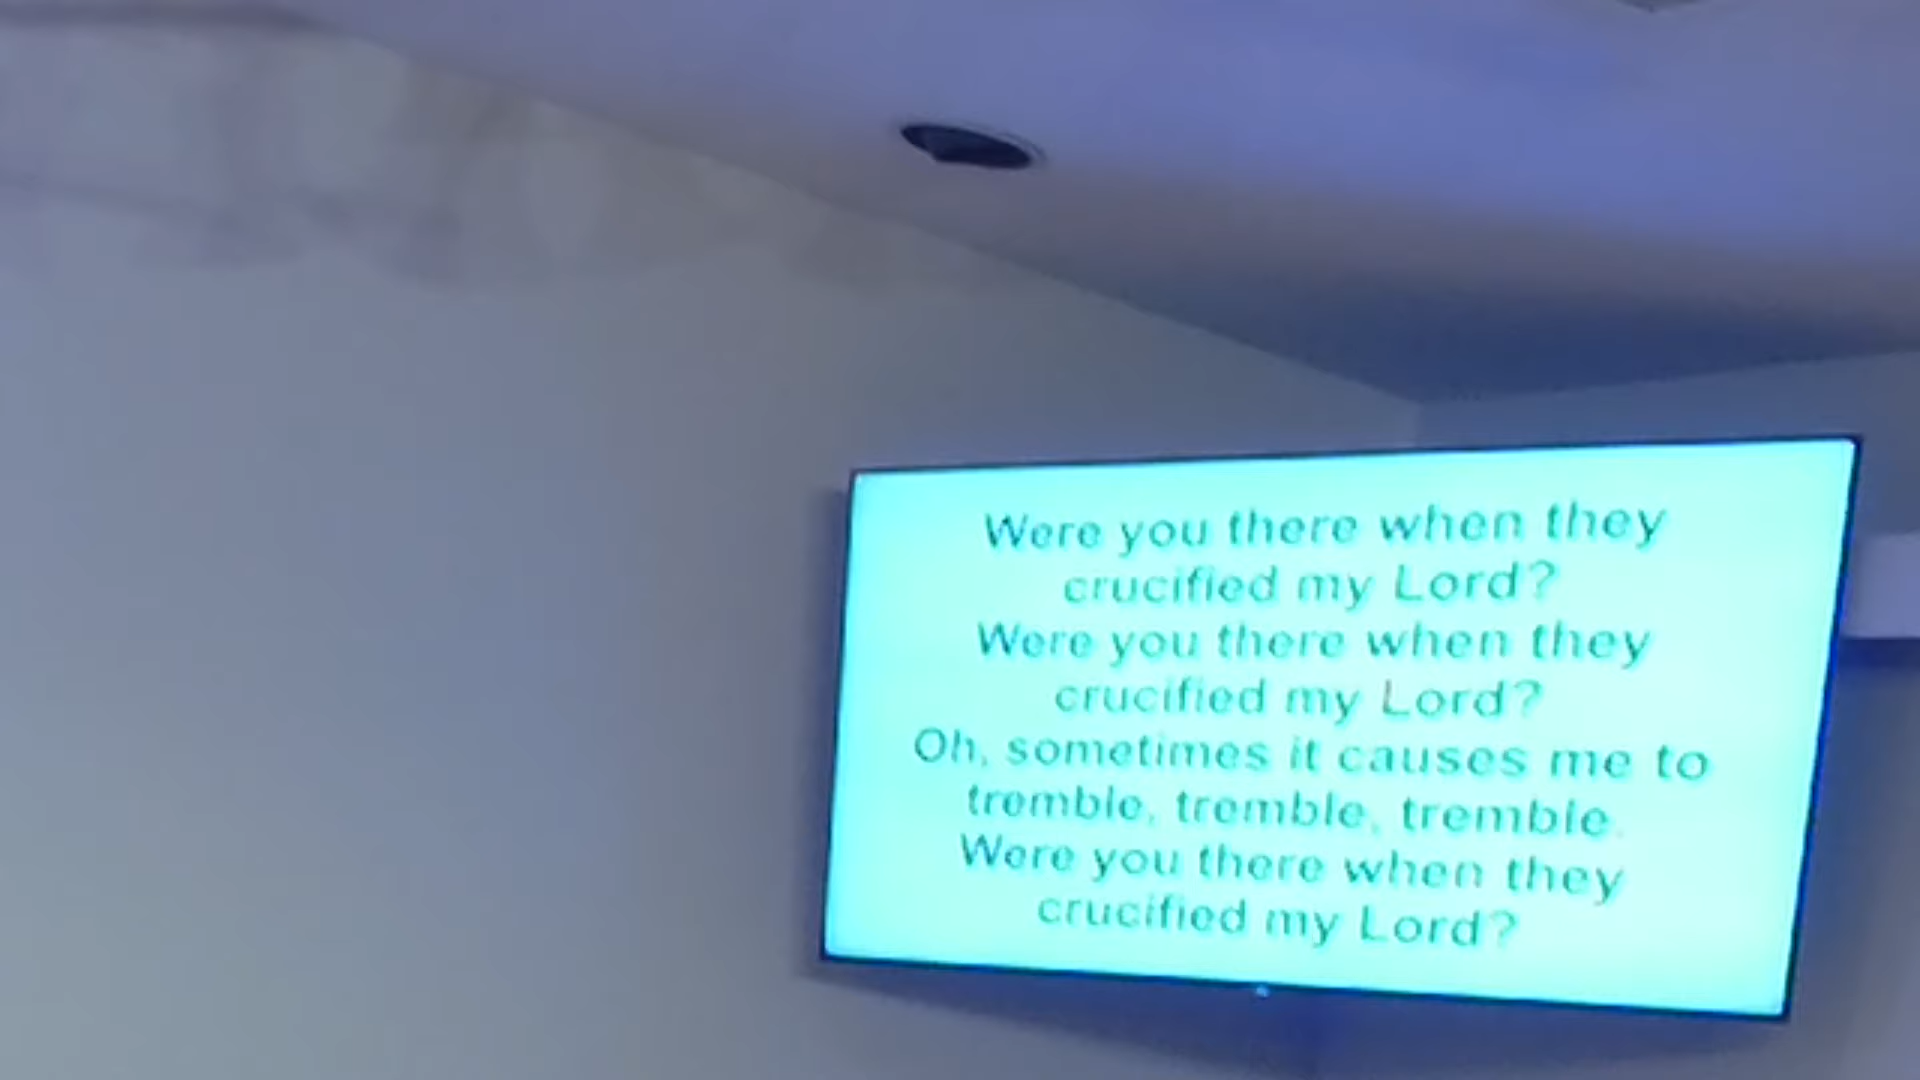 Were you there when they
crucified my Lord?
Were you there when they
crucified my Lord?
Oh, sometimes it causes me to
tremble, tremble, tremble.
Were you there when they
crucified my Lord?